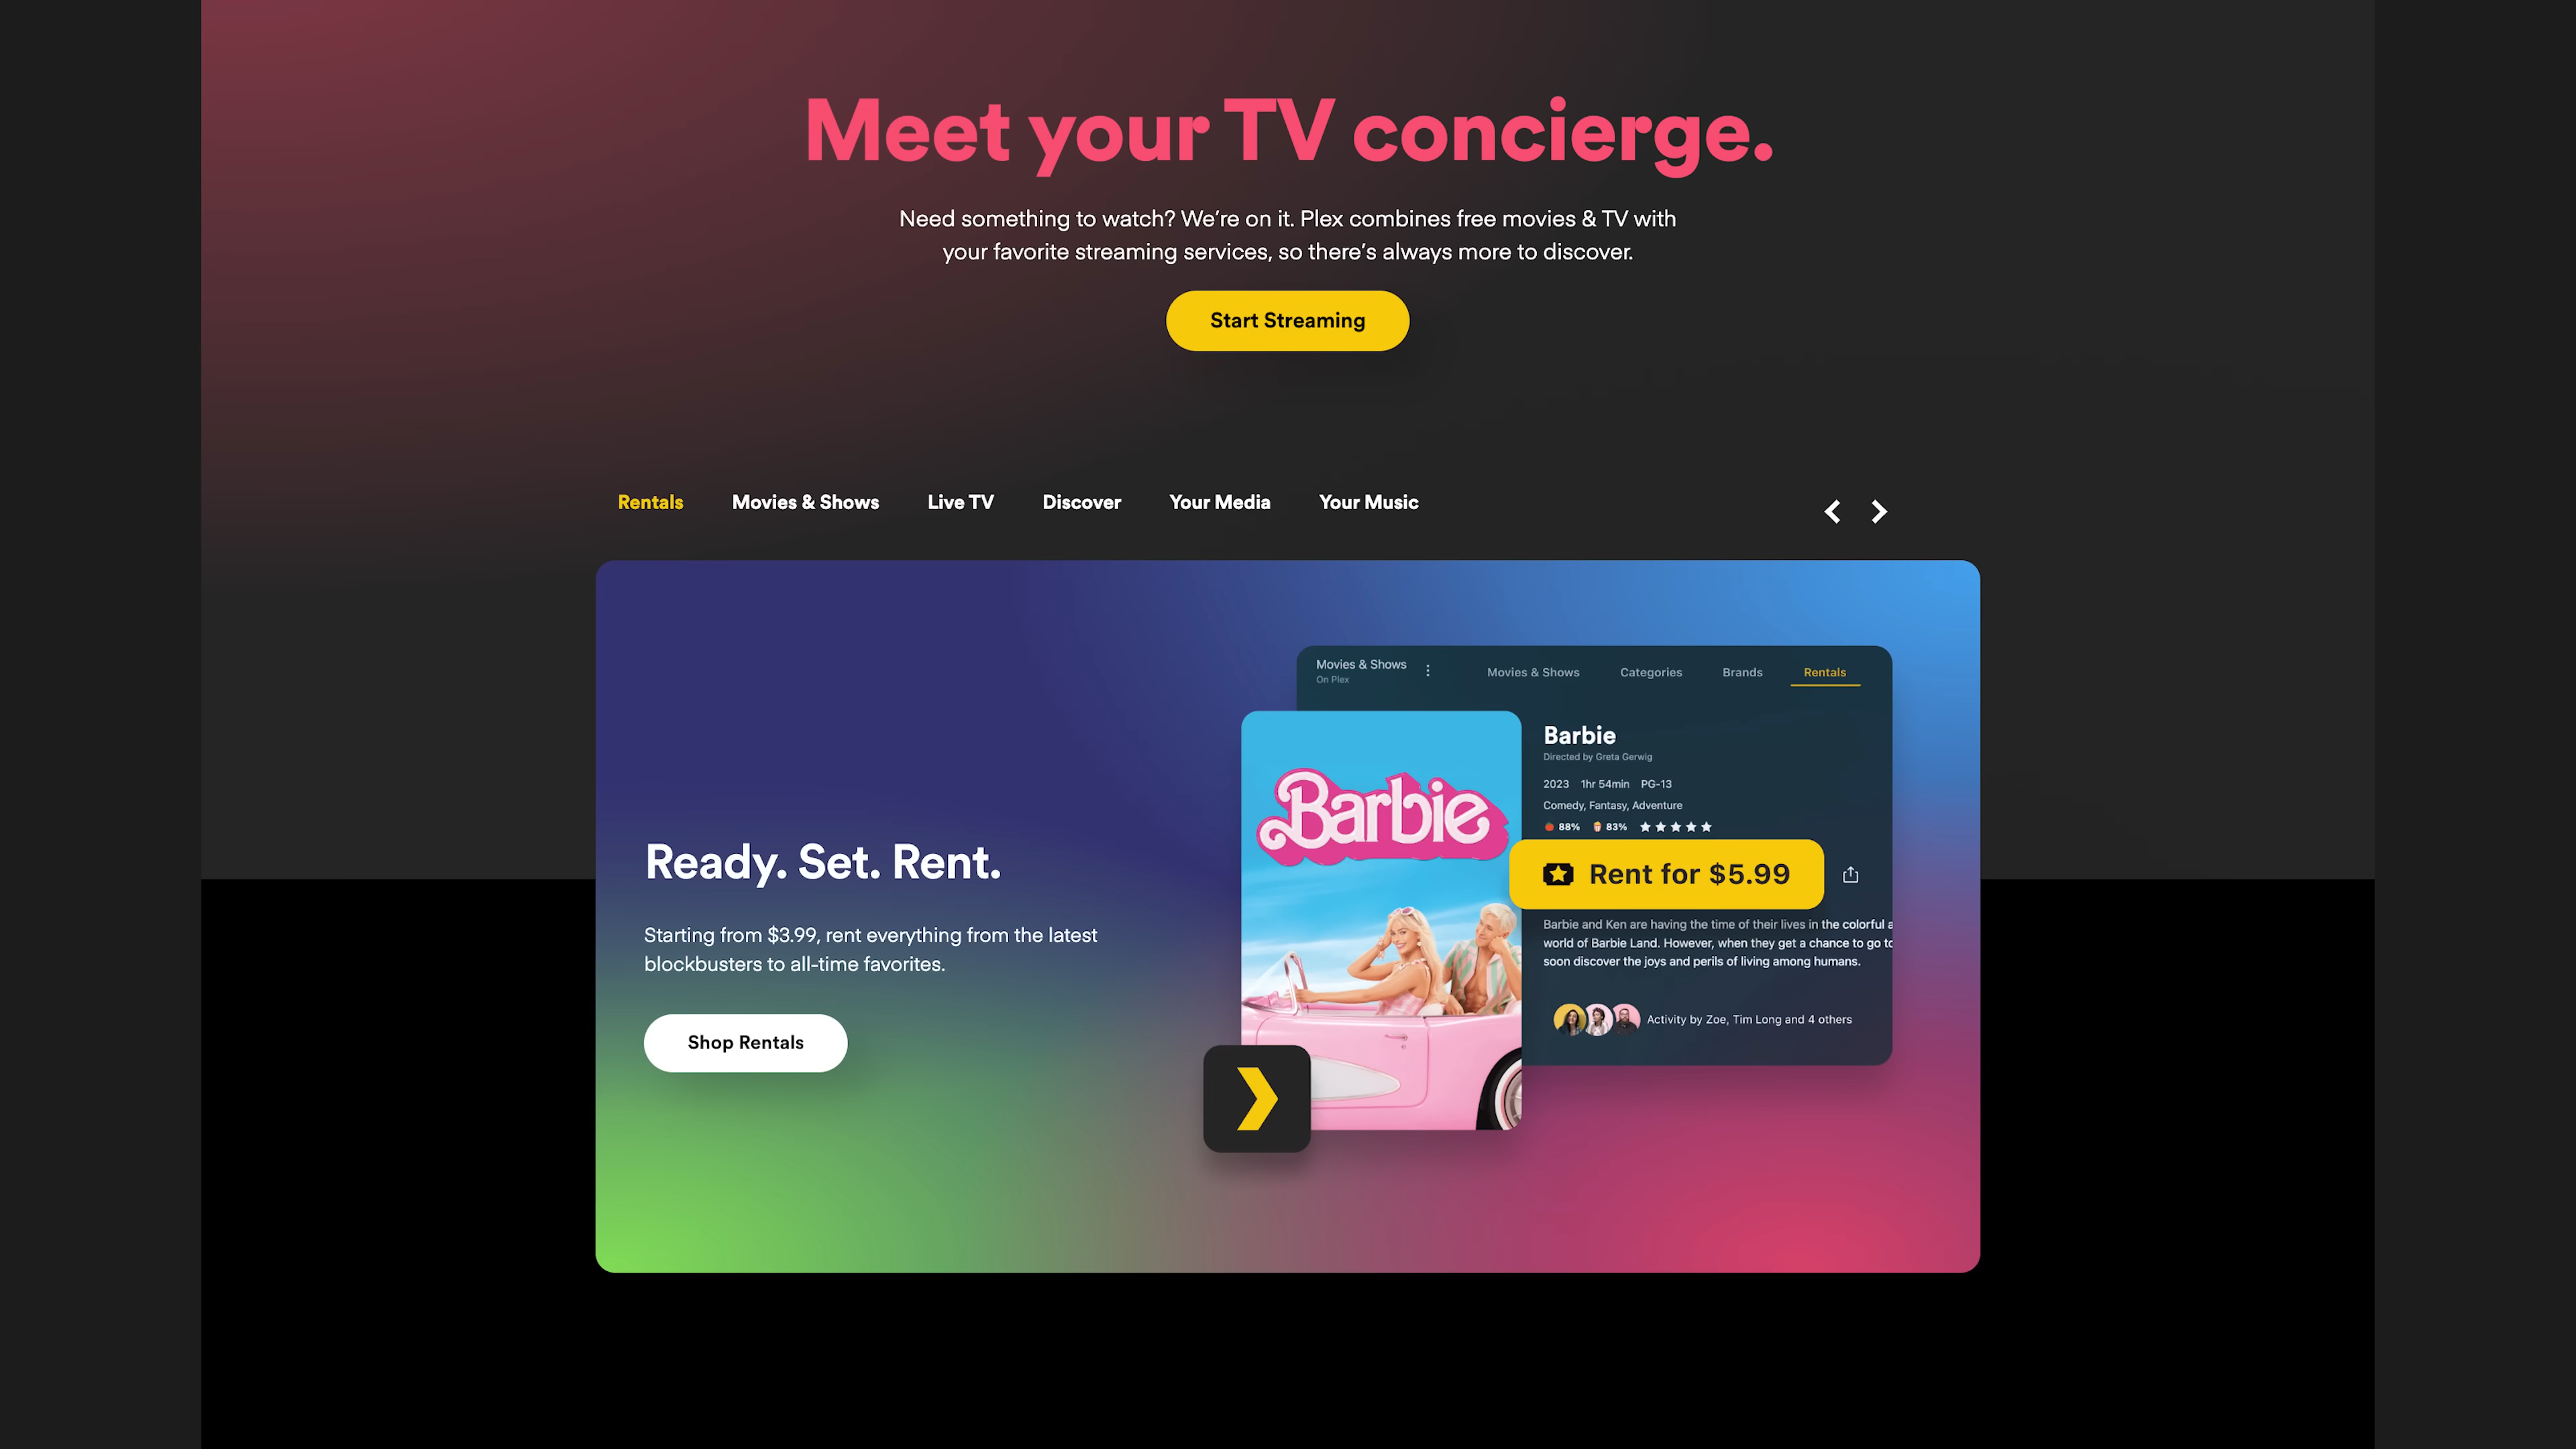 Meet your TV concierge.
Need something to watch? We're on it. Plex combines free movies & TV with
your favorite streaming services, so there's always more to discover.
Start Streaming
Rentals Movies & Shows Live TV Discover Your Media Your Music
Ready. Set. Rent.
Starting from $3.99, rent everything from the latest
blockbusters to all-time favorites.
Shop Rentals
Movies & Shows
On Plex
Movies & Shows Categories Brands Rentals
Barbie
Barbie
Directed by Greta Gerwig
2023 1hr 54min PG-13
Comedy, Fantasy, Adventure
88% 83%
Rent for $5.99
Barbie and Ken are having the time of their lives in the colorful a
world of Barbie Land. However, when they get a chance to go to
soon discover the joys and perils of living among humans.
Activity by Zoe, Tim Long and 4 others